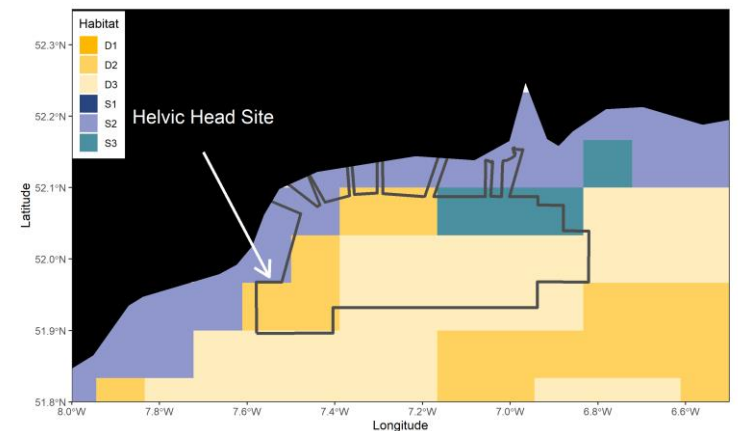 Habitat
D1
D2
D3
S1
S2
S3
Helvic Head Site
52.3°N
52.2°N
52.1°N
52.0°N
51.9°N
51.8°N
Latitude
8.0°W 7.8°W 7.6°W 7.4°W 7.2°W 7.0°W 6.8°W 6.6°W
Longitude